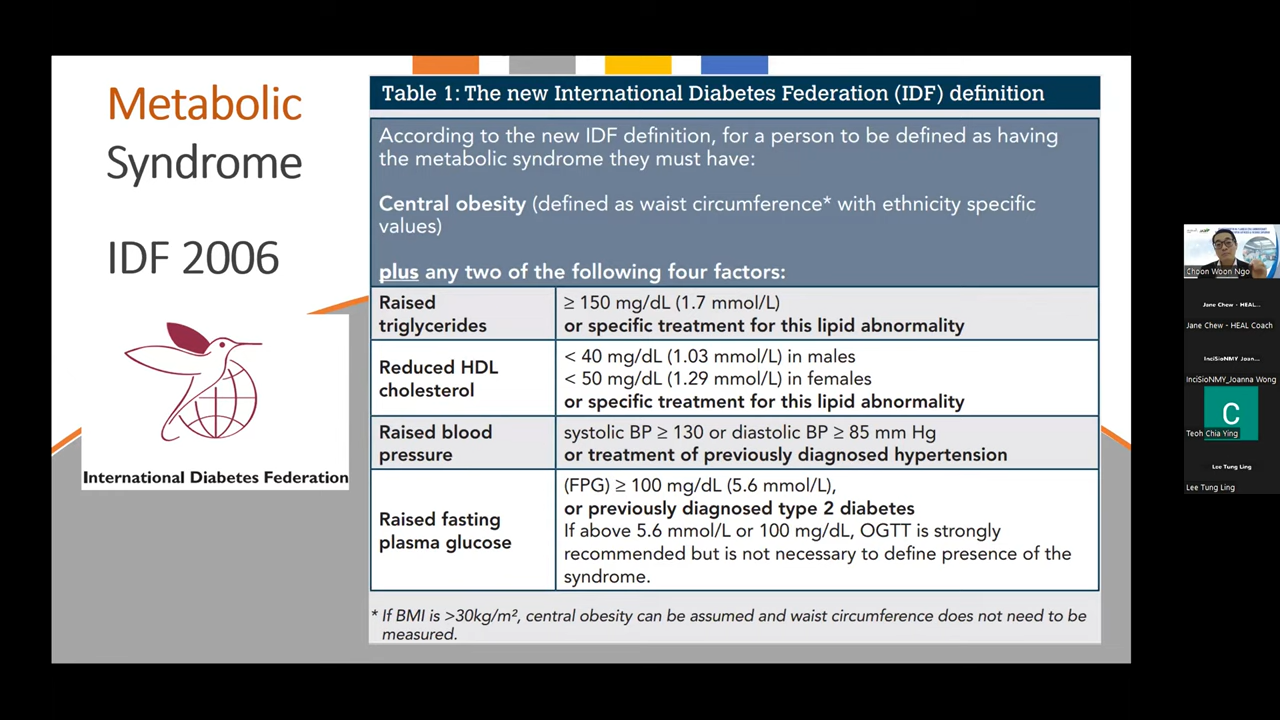 Metabolic
Syndrome
IDF 2006
International Diabetes Federation
Table 1: The new International Diabetes Federation (IDF) definition
According to the new IDF definition, for a person to be defined as having
the metabolic syndrome they must have:
Central obesity (defined as waist circumference* with ethnicity specific
values)
plus any two of the following four factors:
Raised
triglycerides
≥ 150 mg/dL (1.7 mmol/L)
or specific treatment for this lipid abnormality
Reduced HDL
cholesterol
< 40 mg/dL (1.03 mmol/L) in males
< 50 mg/dL (1.29 mmol/L) in females
or specific treatment for this lipid abnormality
Raised blood
pressure
systolic BP ≥ 130 or diastolic BP ≥ 85 mm Hg
or treatment of previously diagnosed hypertension
Raised fasting
plasma glucose
(FPG) ≥ 100 mg/dL (5.6 mmol/L),
or previously diagnosed type 2 diabetes
If above 5.6 mmol/L or 100 mg/dL, OGTT is strongly
recommended but is not necessary to define presence of the
syndrome.
* If BMI is >30kg/m², central obesity can be assumed and waist circumference does not need to be
measured.
Choon Woon Ngo
Jane Chew - HEAL...
Jane Chew - HEAL Coach
InciSioNMY Joan...
InciSioNMY_Joanna Wong
C
Teoh Chia Ying
Lee Tung Ling
Lee Tung Ling